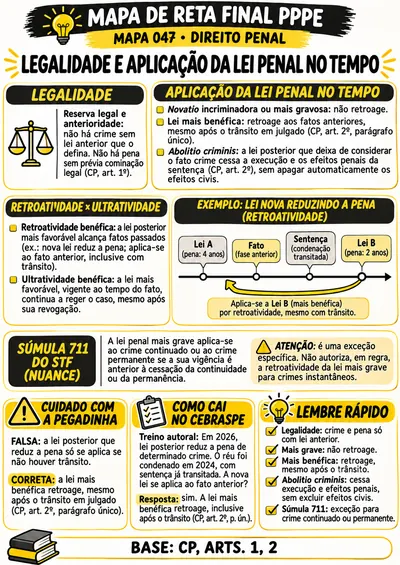 MAPA DE RETA FINAL PPPE
MAPA 047 • DIREITO PENAL
LEGALIDADE E APLICAÇÃO DA LEI PENAL NO TEMPO
LEGALIDADE
Reserva legal e
anterioridade:
não há crime sem
lei anterior que o
defina. Não há pena
sem prévia cominação
legal (CP, art. 1º).
APLICAÇÃO DA LEI PENAL NO TEMPO
Novatio incriminadora ou mais gravosa: não retroage.
Lei mais benéfica: retroage aos fatos anteriores,
mesmo após o trânsito em julgado (CP, art. 2º, parágrafo
único).
Abolitio criminis: a lei posterior que deixa de considerar
o fato crime cessa a execução e os efeitos penais da
sentença (CP, art. 2º), sem apagar automaticamente os
efeitos civis.
RETROATIVIDADE × ULTRATIVIDADE
Retroatividade benéfica: a lei posterior
mais favorável alcança fatos passados
(ex.: nova lei reduz a pena; aplica-se
ao fato anterior, inclusive com
trânsito).
Ultratividade benéfica: a lei mais
favorável, vigente ao tempo do fato,
continua a reger o caso, mesmo após
sua revogação.
EXEMPLO: LEI NOVA REDUZINDO A PENA
(RETROATIVIDADE)
Lei A
(pena: 4 anos)
Fato
(fase anterior)
Sentença
(condenação
transitada)
Lei B
(pena: 2 anos)
Aplica-se a Lei B (mais benéfica)
por retroatividade, mesmo com trânsito.
SÚMULA 711
DO STF
(NUANCE)
A lei penal mais grave aplica-se
ao crime continuado ou ao crime
permanente se a sua vigência é
anterior à cessação da continuidade
ou da permanência.
ATENÇÃO: é uma exceção
específica. Não autoriza, em regra,
a retroatividade da lei mais grave
para crimes instantâneos.
CUIDADO COM
A PEGADINHA
FALSA: a lei posterior que
reduz a pena só se aplica se
não houver trânsito.
CORRETA: a lei mais
benéfica retroage, mesmo
após o trânsito em julgado
(CP, art. 2º, parágrafo único).
COMO CAI
NO CEBRASPE
Treino autoral: Em 2026,
lei posterior reduz a pena de
determinado crime. O réu foi
condenado em 2024, com
sentença já transitada. A nova
lei se aplica ao fato anterior?
Resposta: sim. A lei mais
benéfica retroage, inclusive
após o trânsito (CP, art. 2º, p. ún.).
LEMBRE RÁPIDO
Legalidade: crime e pena só
com lei anterior.
Mais grave: não retroage.
Mais benéfica: retroage,
mesmo após o trânsito.
Abolitio criminis: cessa
execução e efeitos penais,
sem excluir efeitos civis.
Súmula 711: exceção para
crime continuado ou permanente.
BASE: CP, ARTS. 1, 2